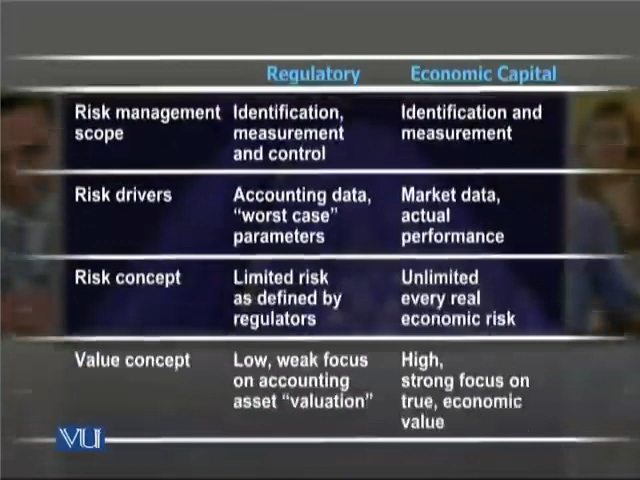 Regulatory Economic Capital
Risk management scope
Identification, measurement and control
Identification and measurement
Risk drivers
Accounting data, “worst case” parameters
Market data, actual performance
Risk concept
Limited risk as defined by regulators
Unlimited every real economic risk
Value concept
Low, weak focus on accounting asset “valuation”
High, strong focus on true, economic value
VU